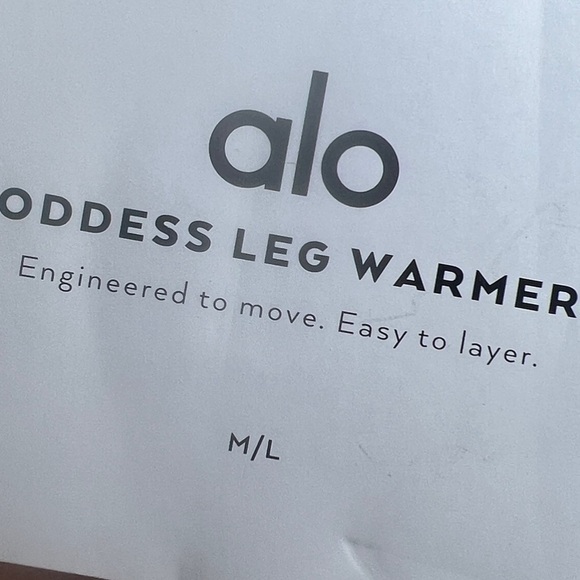 alo
ODDESS LEG WARMER
Engineered to move. Easy to layer.
M/L